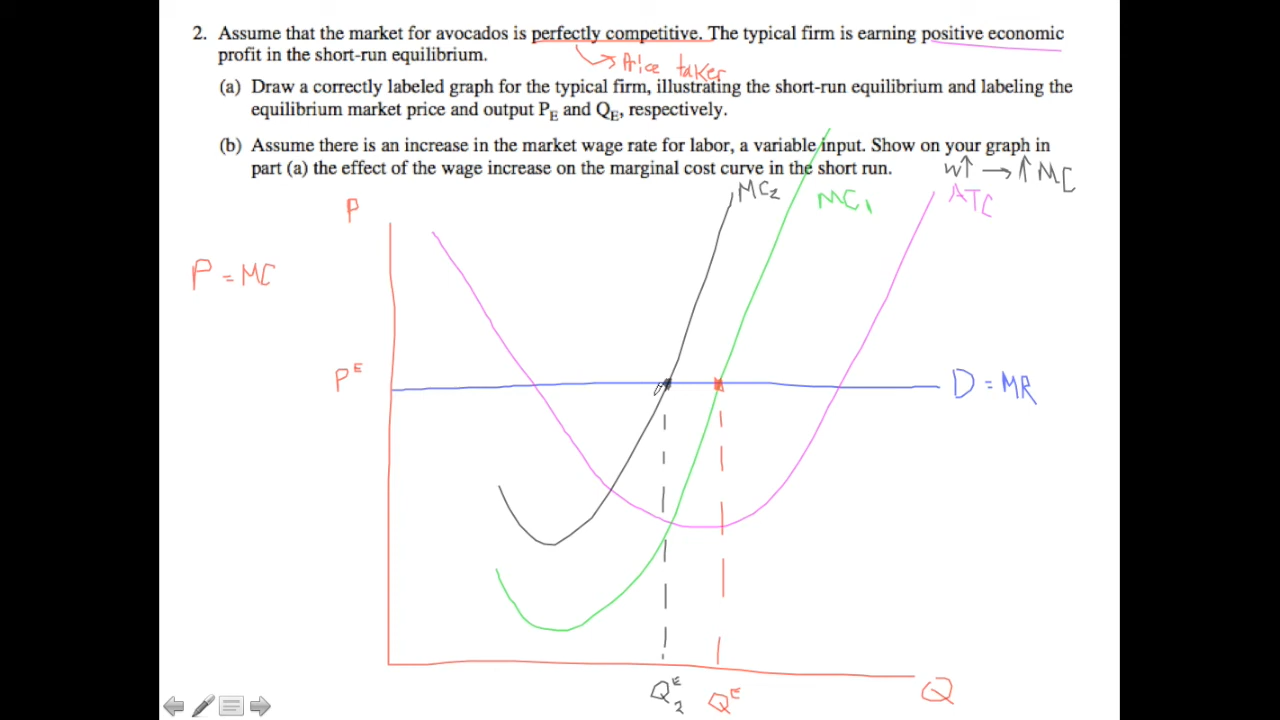 2. Assume that the market for avocados is perfectly competitive. The typical firm is earning positive economic
profit in the short-run equilibrium.
Price taker
(a) Draw a correctly labeled graph for the typical firm, illustrating the short-run equilibrium and labeling the
equilibrium market price and output PE and QE, respectively.
(b) Assume there is an increase in the market wage rate for labor, a variable input. Show on your graph in
part (a) the effect of the wage increase on the marginal cost curve in the short run.
w↑ → ↑ MC
P
MC2
MC1
ATC
P = MC
P^E
D = MR
Q2^E
Q^E
Q